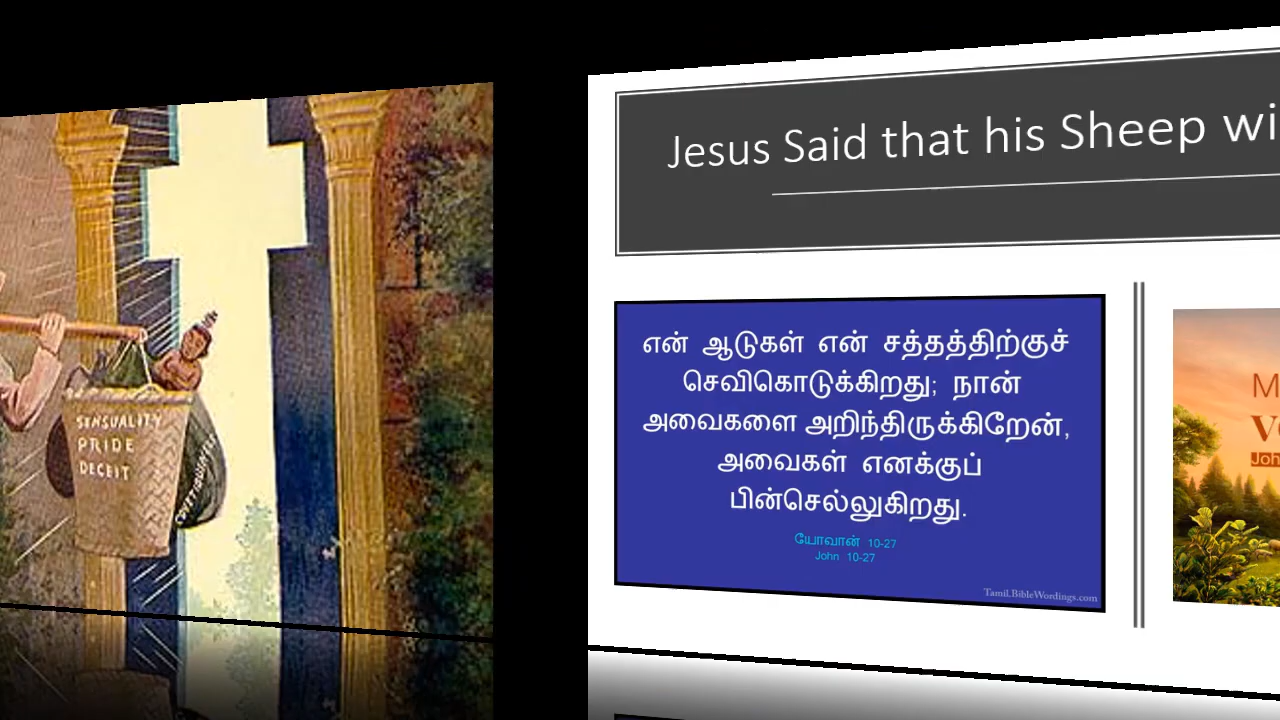 SENSUALITY
PRIDE
DECEIT
Jesus Said that his Sheep wi
என் ஆடுகள் என் சத்தத்திற்குச்
செவிகொடுக்கிறது; நான்
அவைகளை அறிந்திருக்கிறேன்,
அவைகள் எனக்குப்
பின்செல்லுகிறது.
யோவான் 10-27
John 10-27
Tamil.BibleWordings.com
M
Joh